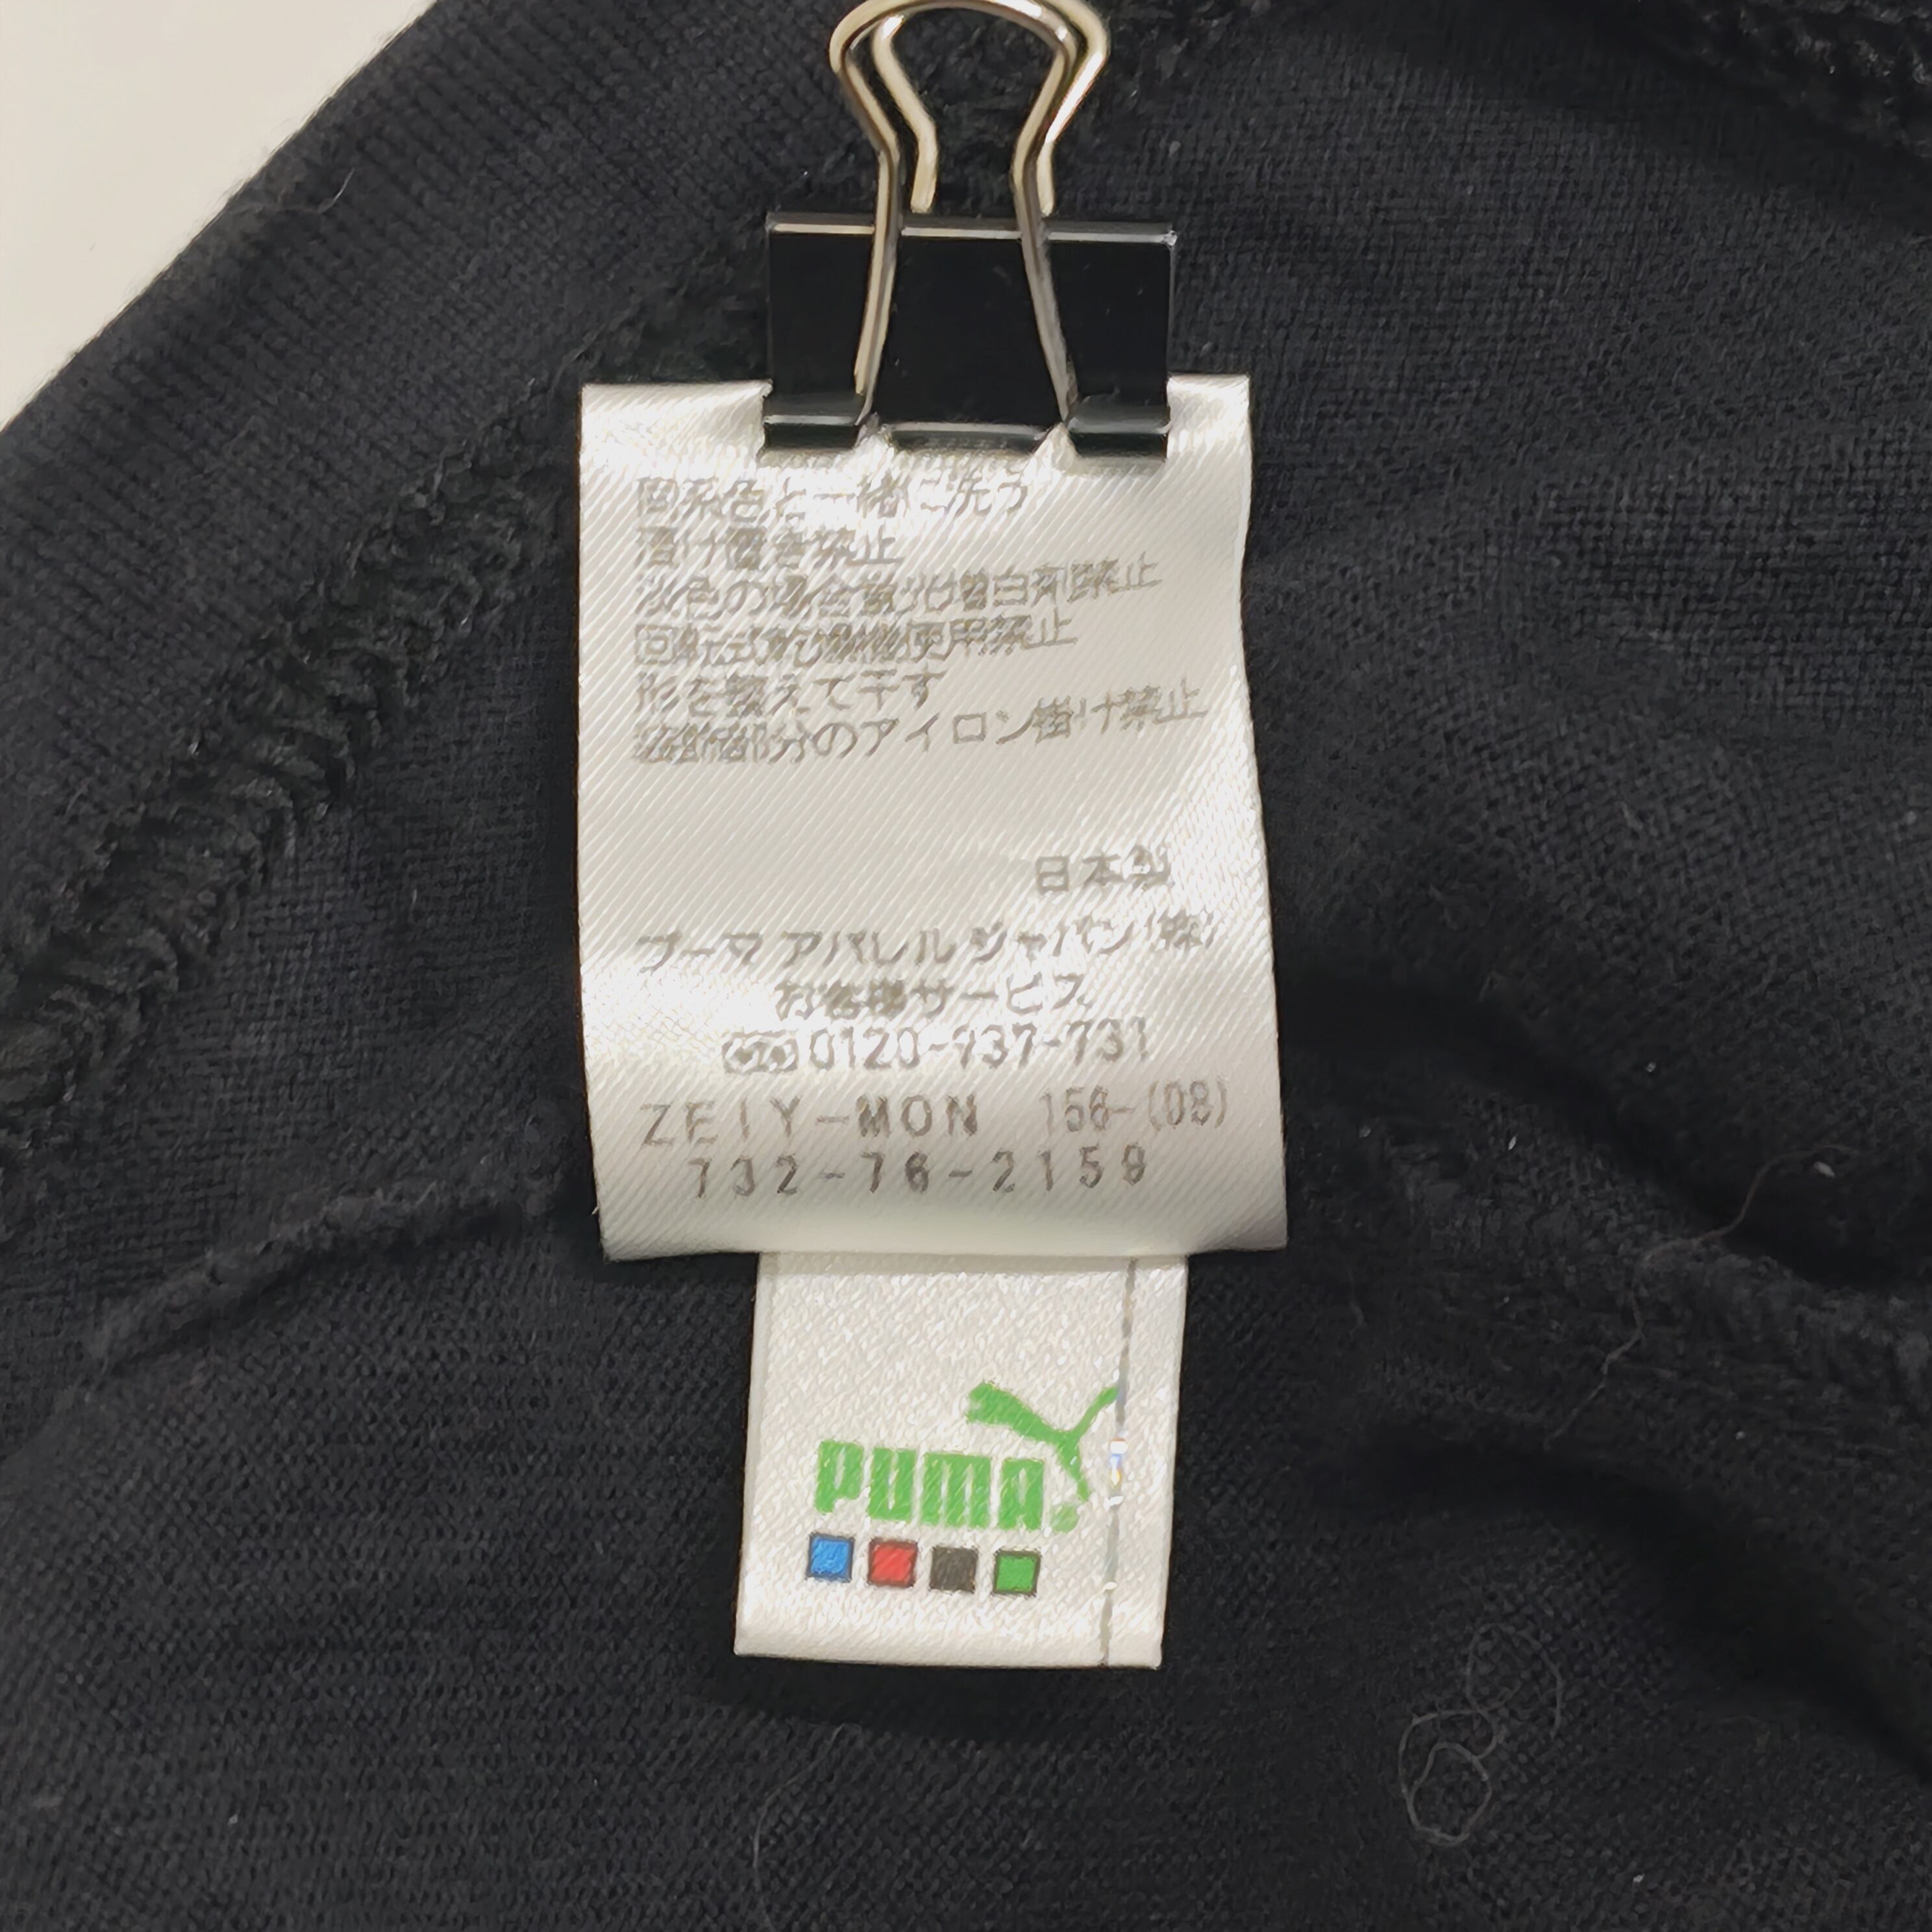 同系色と一緒に洗う
漬け置き禁止
淡色の場合蛍光増白剤禁止
回転式乾燥機使用禁止
形を整えて干す
装飾部分のアイロン掛け禁止
日本製
プーマ アパレル ジャパン(株)
お客様サービス
0120-737-731
ZEIY-MON 156-(08)
732-76-2159
PUMA®